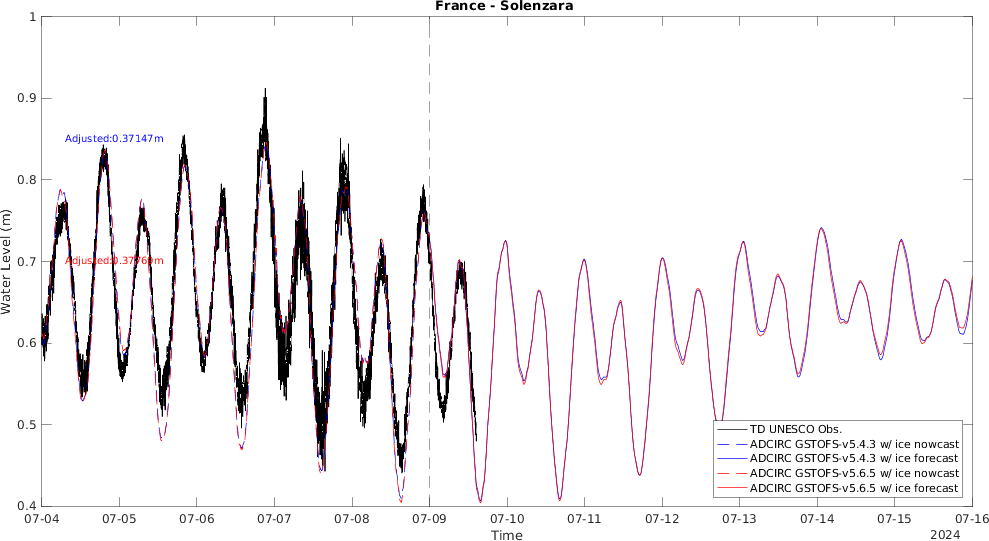 France - Solenzara
Water Level (m)
1
0.9
0.8
0.7
0.6
0.5
0.4
Adjusted:0.37147m
07-04
07-05
07-06
07-07
07-08
07-09
07-10
07-11
07-12
07-13
07-14
07-15
07-16
Time
2024
TD UNESCO Obs.
ADCIRC GSTOFS-v5.4.3 w/ ice nowcast
ADCIRC GSTOFS-v5.4.3 w/ ice forecast
ADCIRC GSTOFS-v5.6.5 w/ ice nowcast
ADCIRC GSTOFS-v5.6.5 w/ ice forecast